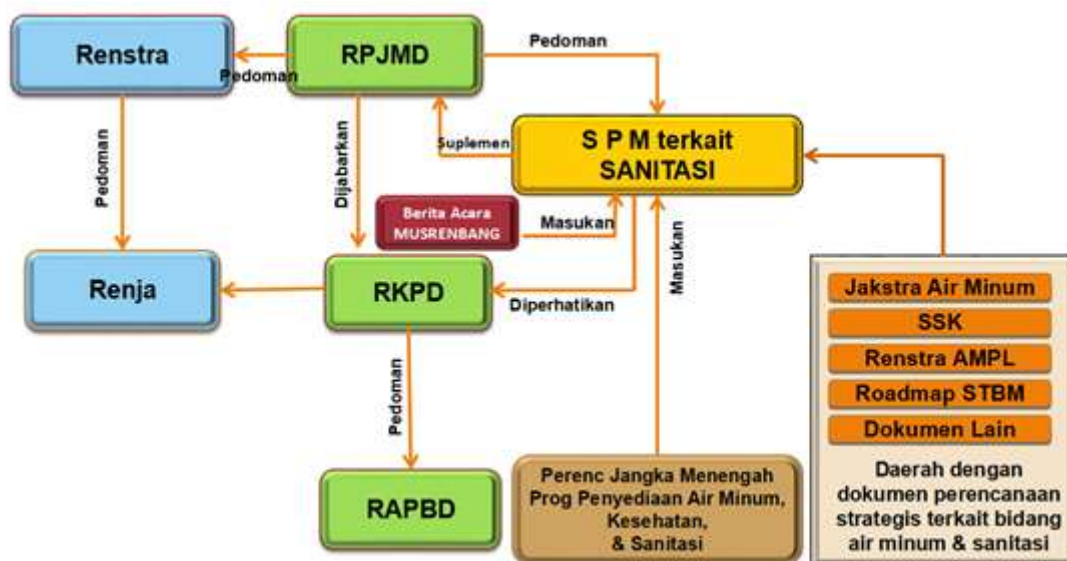 Renstra
Pedoman
RPJMD
Pedoman
Pedoman
Dijabarkan
Suplemen
S P M terkait
SANITASI
Berita Acara
MUSRENBANG
Masukan
Masukan
Renja
RKPD
Diperhatikan
Pedoman
RAPBD
Perenc Jangka Menengah
Prog Penyediaan Air Minum,
Kesehatan,
& Sanitasi
Jakstra Air Minum
SSK
Renstra AMPL
Roadmap STBM
Dokumen Lain
Daerah dengan
dokumen perencanaan
strategis terkait bidang
air minum & sanitasi